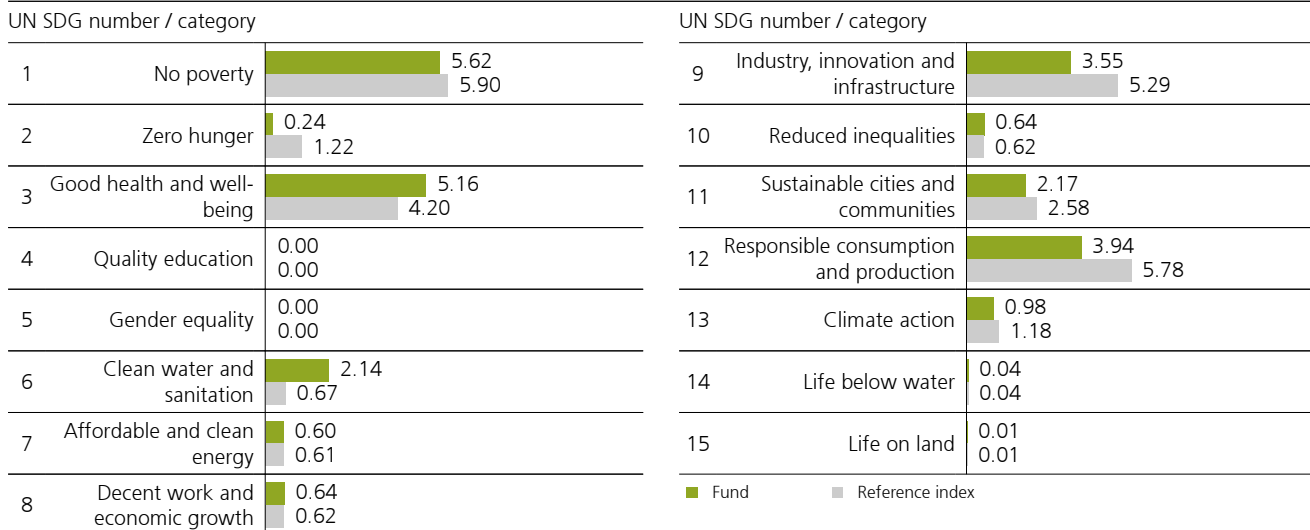 UN SDG number / category
1 No poverty 5.62
5.90
2 Zero hunger 0.24
1.22
3 Good health and well-
being 5.16
4.20
4 Quality education 0.00
0.00
5 Gender equality 0.00
0.00
6 Clean water and
sanitation 2.14
0.67
7 Affordable and clean
energy 0.60
0.61
8 Decent work and
economic growth 0.64
0.62
UN SDG number / category
9 Industry, innovation and
infrastructure 3.55
5.29
10 Reduced inequalities 0.64
0.62
11 Sustainable cities and
communities 2.17
2.58
12 Responsible consumption
and production 3.94
5.78
13 Climate action 0.98
1.18
14 Life below water 0.04
0.04
15 Life on land 0.01
0.01
Fund Reference index